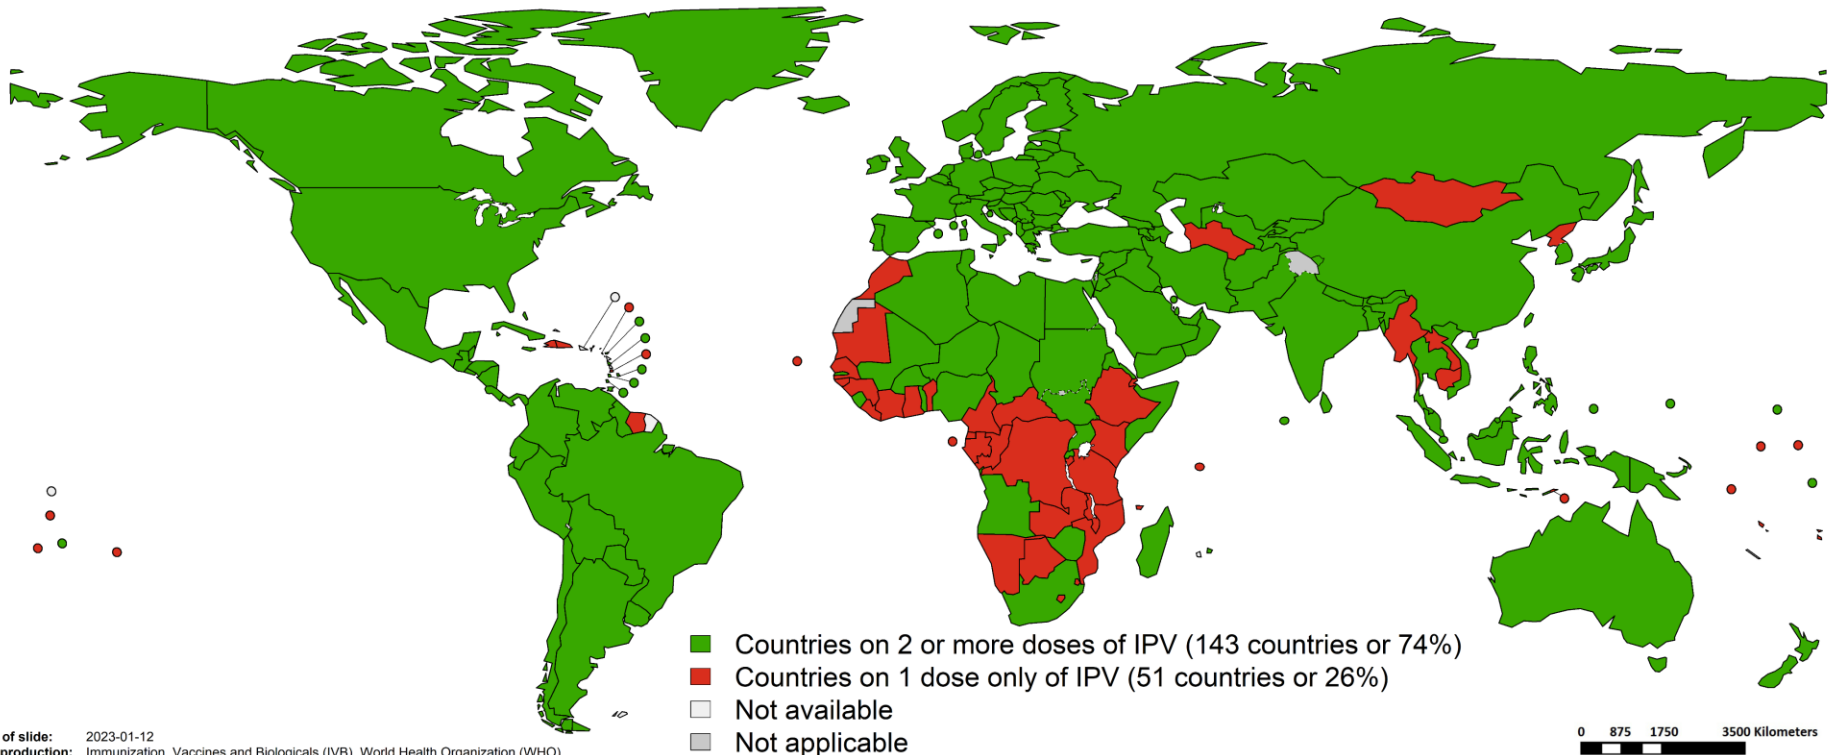 Countries on 2 or more doses of IPV (143 countries or 74%)
Countries on 1 dose only of IPV (51 countries or 26%)
Not available
Not applicable
of slide: 2023-01-12
production: Immunization, Vaccines and Biologicals (IVB), World Health Organization (WHO)
0 875 1750 3500 Kilometers